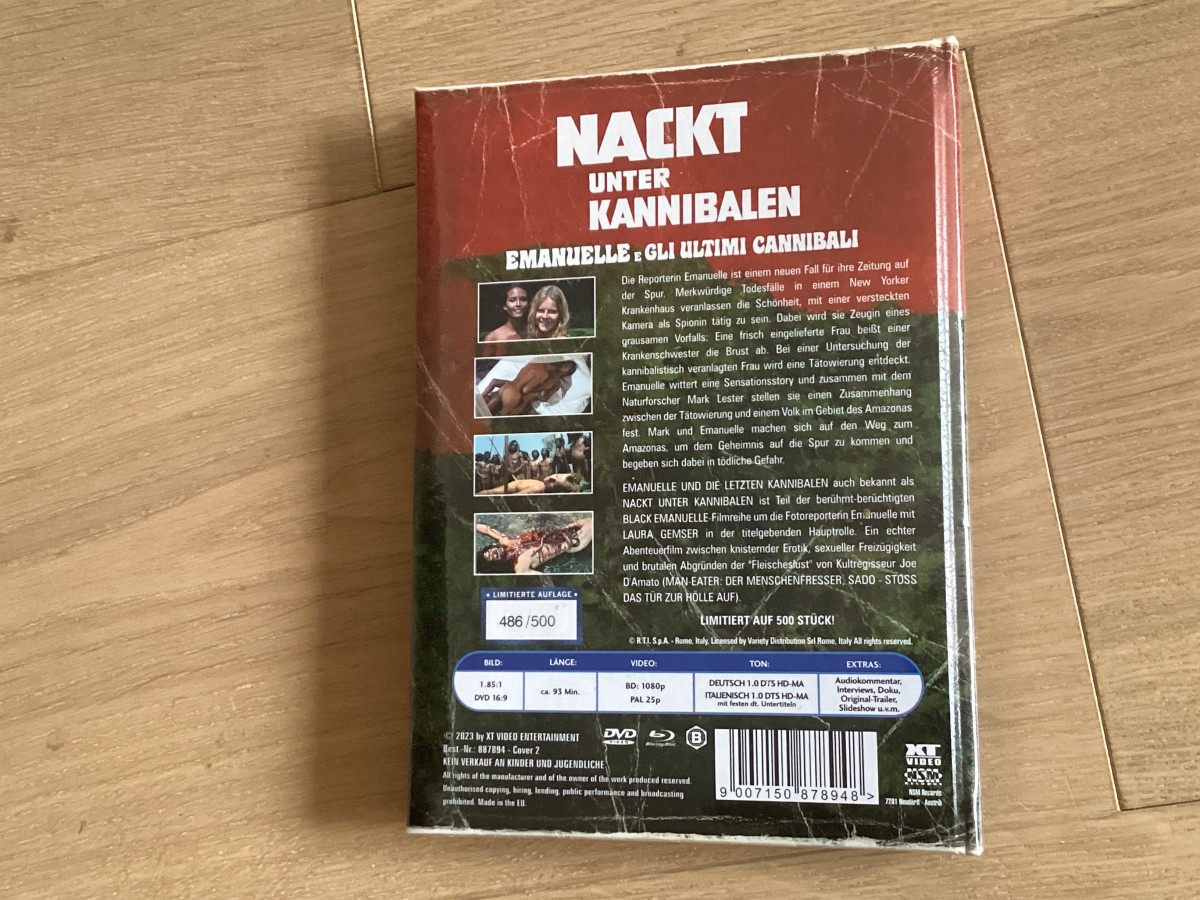 NACKT
UNTER
KANNIBALEN
EMANUELLE E GLI ULTIMI CANNIBALI
Die Reporterin Emanuelle ist einem neuen Fall für ihre Zeitung auf
der Spur. Merkwürdige Todesfälle in einem New Yorker
Krankenhaus veranlassen die Schönheit, mit einer versteckten
Kamera als Spionin tätig zu sein. Dabei wird sie Zeugin eines
grausamen Vorfalls: Eine frisch eingelieferte Frau beißt einer
Krankenschwester die Brust ab. Bei einer Untersuchung der
kannibalistisch veranlagten Frau wird eine Tätowierung entdeckt.
Emanuelle wittert eine Sensationsstory und zusammen mit dem
Naturforscher Mark Lester stellen sie einen Zusammenhang
zwischen der Tätowierung und einem Volk im Gebiet des Amazonas
fest. Mark und Emanuelle machen sich auf den Weg zum
Amazonas, um dem Geheimnis auf die Spur zu kommen und
begeben sich dabei in tödliche Gefahr.
EMANUELLE UND DIE LETZTEN KANNIBALEN auch bekannt als
NACKT UNTER KANNIBALEN ist Teil der berühmt-berüchtigten
BLACK EMANUELLE-Filmreihe um die Fotoreporterin Emanuelle mit
LAURA GEMSER in der titelgebenden Hauptrolle. Ein echter
Abenteuerfilm zwischen knisternder Erotik, sexueller Freizügigkeit
und brutalen Abgründen der "Fleischeslust" von Kultregisseur Joe
D'Amato (MAN-EATER: DER MENSCHENFRESSER, SADO - STOSS
DAS TÜR ZUR HÖLLE AUF).
LIMITIERTE AUFLAGE
486/500
LIMITIERT AUF 500 STÜCK!
© R.T.I. S.p.A. - Rome, Italy, Licensed by Variety Distribution Srl Rome, Italy All rights reserved.
BILD: LÄNGE: VIDEO: TON: EXTRAS:
1.85:1
DVD 16:9
ca. 93 Min.
BD: 1080p
PAL 25p
DEUTSCH 1.0 DTS HD-MA
ITALIENISCH 1.0 DTS HD-MA
mit festen dt. Untertiteln
Audiokommentar,
Interviews, Doku,
Original-Trailer,
Slideshow u.v.m.
© 2023 by XT VIDEO ENTERTAINMENT
Best.-Nr.: 887894 - Cover 2
KEIN VERKAUF AN KINDER UND JUGENDLICHE
All rights of the manufacturer and of the owner of the work produced reserved.
Unauthorised copying, hiring, lending, public performance and broadcasting
prohibited. Made in the EU.
DVD VIDEO
Blu-ray Disc
B
9 007150 878948 >
XT
VIDEO
NSM
NSM Records
7201 Neudörfl - Austria